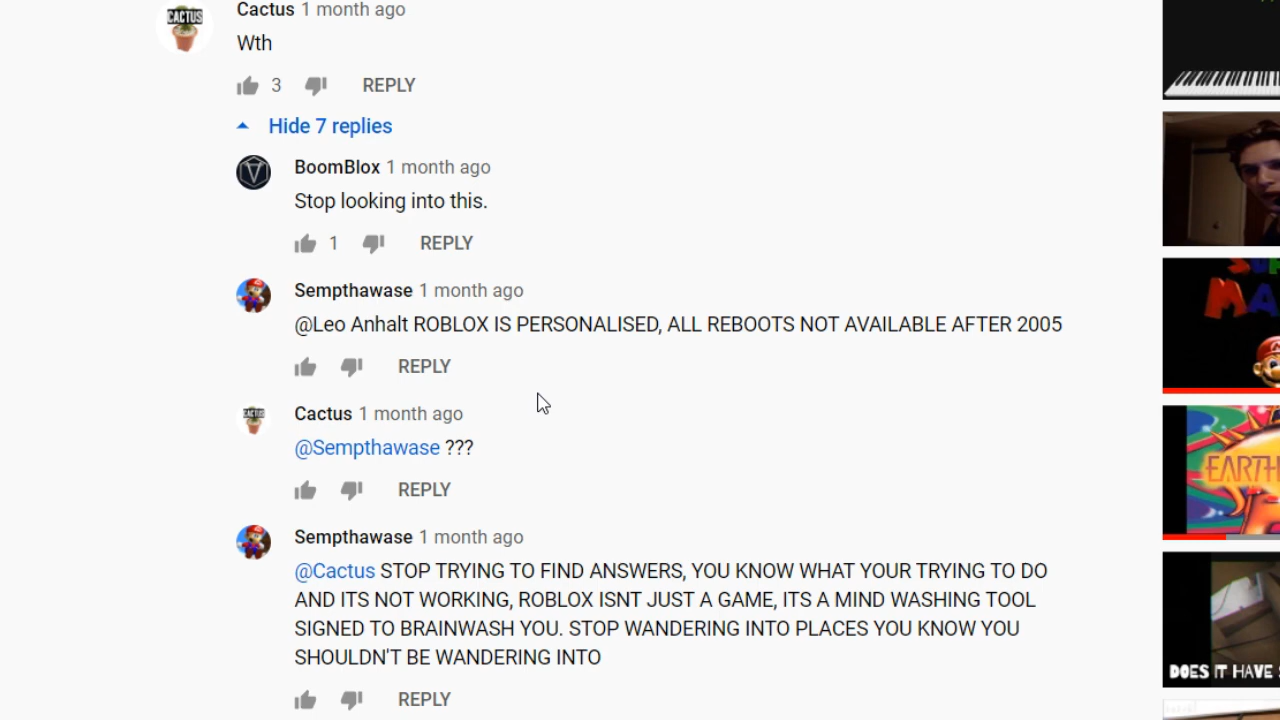 Cactus 1 month ago
CACTUS
Wth
3 REPLY
Hide 7 replies
BoomBlox 1 month ago
Stop looking into this.
1 REPLY
Sempthawase 1 month ago
@Leo Anhalt ROBLOX IS PERSONALISED, ALL REBOOTS NOT AVAILABLE AFTER 2005
REPLY
Cactus 1 month ago
CACTUS
@Sempthawase ???
REPLY
EARTH
Sempthawase 1 month ago
@Cactus STOP TRYING TO FIND ANSWERS, YOU KNOW WHAT YOUR TRYING TO DO
AND ITS NOT WORKING, ROBLOX ISNT JUST A GAME, ITS A MIND WASHING TOOL
SIGNED TO BRAINWASH YOU. STOP WANDERING INTO PLACES YOU KNOW YOU
SHOULDN'T BE WANDERING INTO
DOES IT HAVE
REPLY